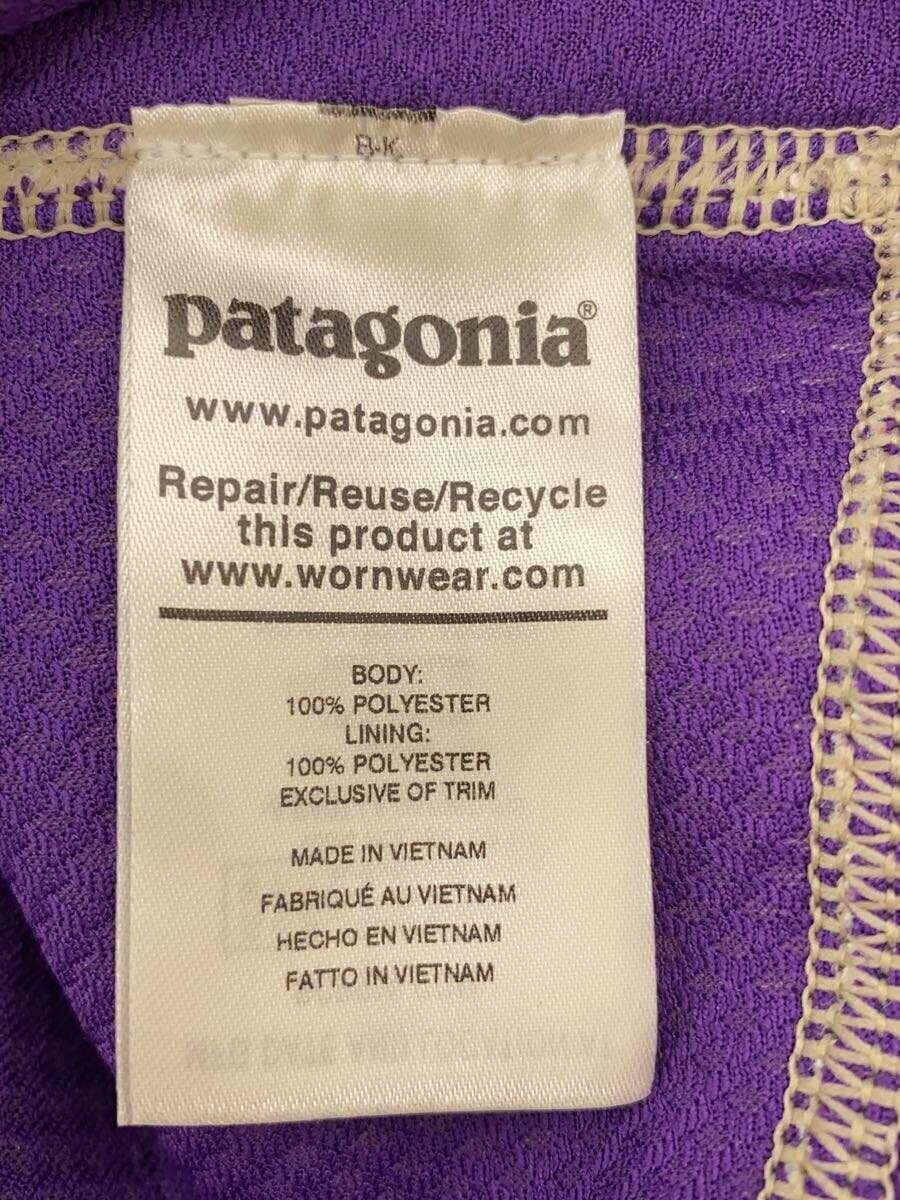 B-K
patagonia®
www.patagonia.com
Repair/Reuse/Recycle
this product at
www.wornwear.com
BODY:
100% POLYESTER
LINING:
100% POLYESTER
EXCLUSIVE OF TRIM
MADE IN VIETNAM
FABRIQUÉ AU VIETNAM
HECHO EN VIETNAM
FATTO IN VIETNAM